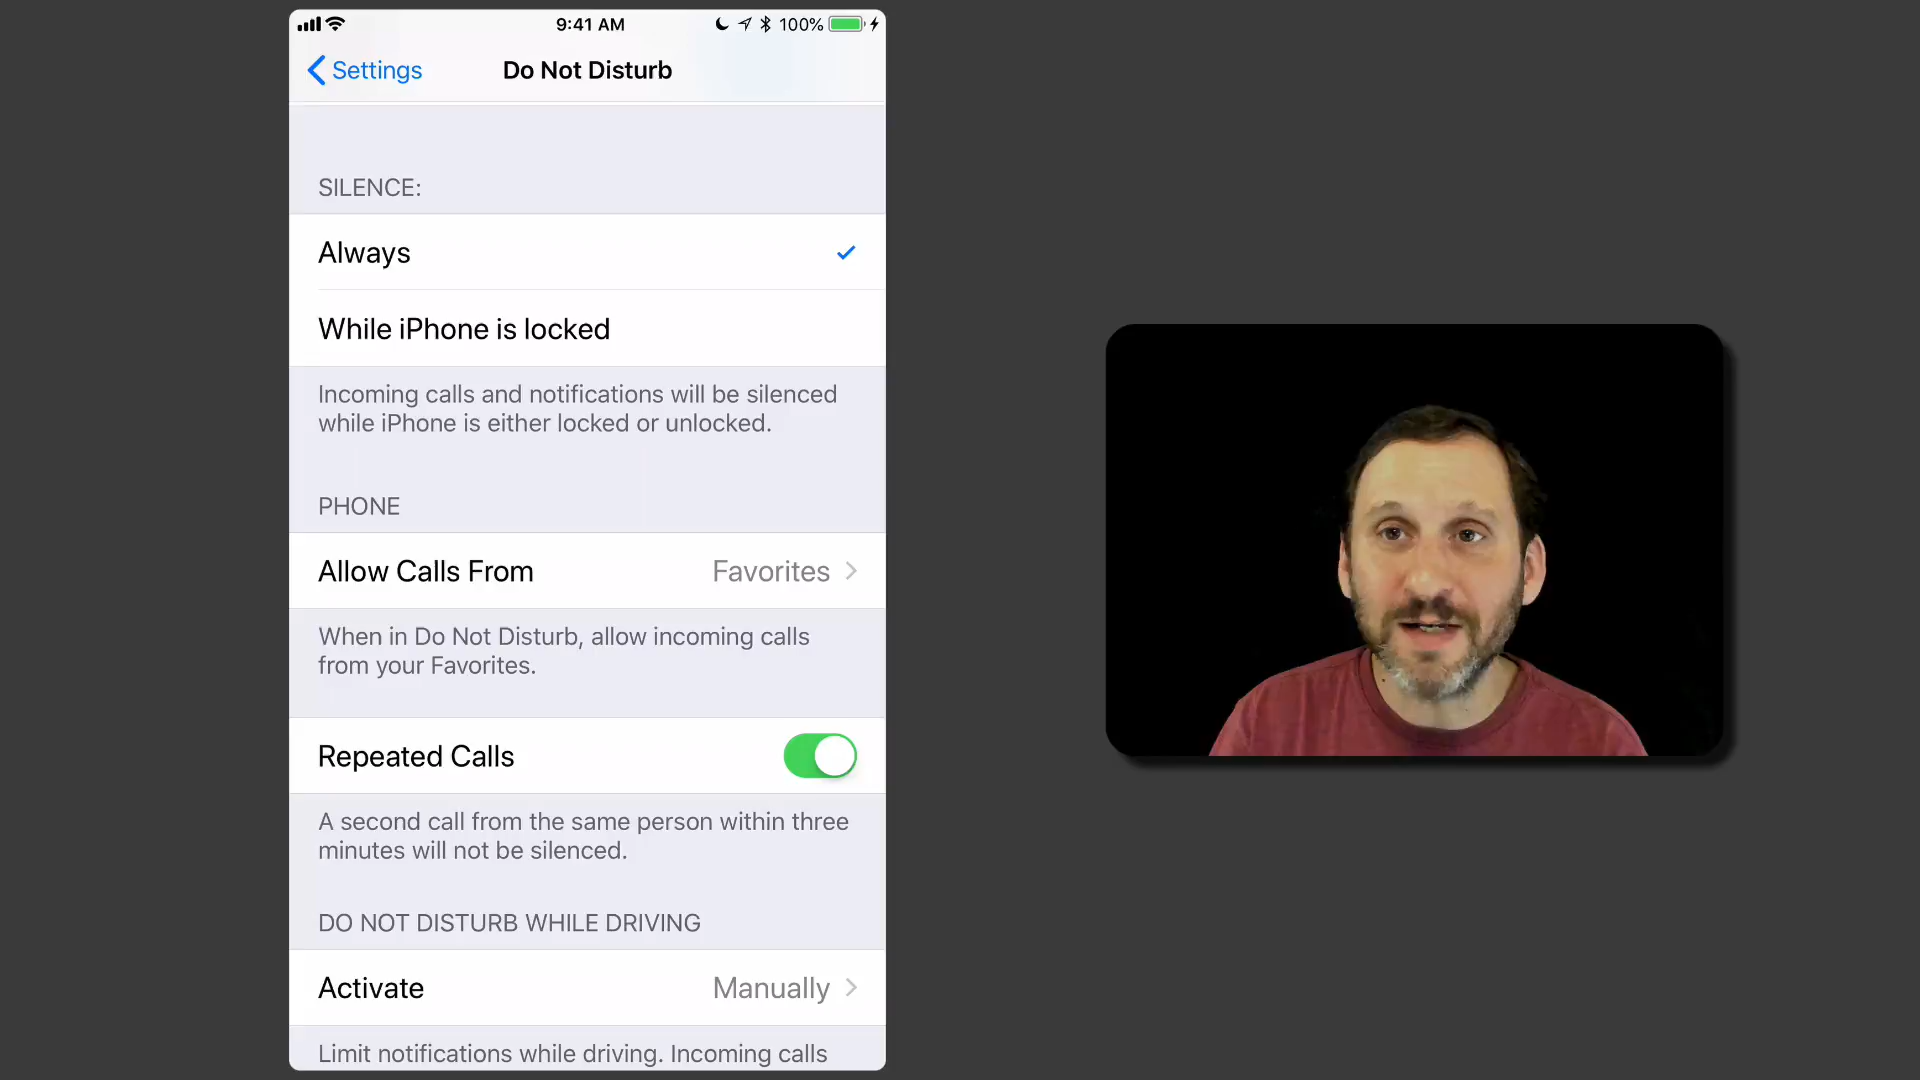 9:41 AM
100%
Settings
Do Not Disturb
SILENCE:
Always
While iPhone is locked
Incoming calls and notifications will be silenced
while iPhone is either locked or unlocked.
PHONE
Allow Calls From Favorites
When in Do Not Disturb, allow incoming calls
from your Favorites.
Repeated Calls
A second call from the same person within three
minutes will not be silenced.
DO NOT DISTURB WHILE DRIVING
Activate Manually
Limit notifications while driving. Incoming calls